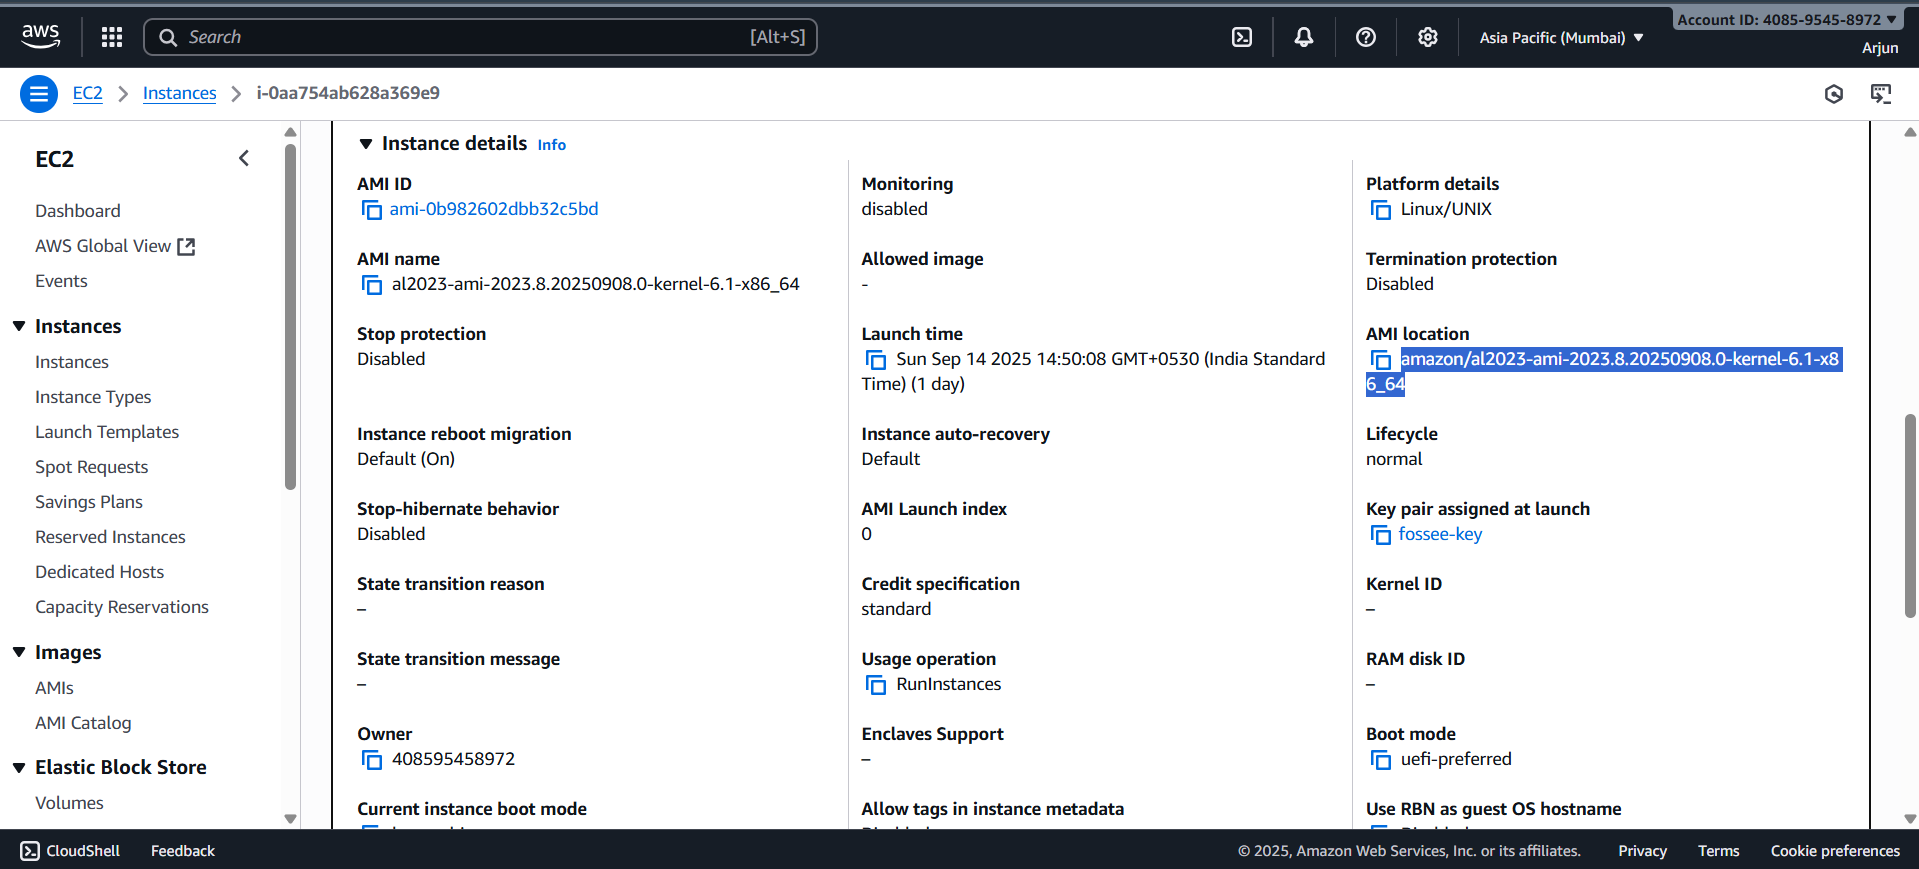 aws
Search
[Alt+S]
Asia Pacific (Mumbai)
Account ID: 4085-9545-8972
Arjun
EC2
Instances
i-0aa754ab628a369e9
EC2
Dashboard
AWS Global View
Events
Instances
Instances
Instance Types
Launch Templates
Spot Requests
Savings Plans
Reserved Instances
Dedicated Hosts
Capacity Reservations
Images
AMIs
AMI Catalog
Elastic Block Store
Volumes
Instance details Info
AMI ID
ami-0b982602dbb32c5bd
Monitoring
disabled
Platform details
Linux/UNIX
AMI name
al2023-ami-2023.8.20250908.0-kernel-6.1-x86_64
Allowed image
-
Termination protection
Disabled
Stop protection
Disabled
Launch time
Sun Sep 14 2025 14:50:08 GMT+0530 (India Standard
Time) (1 day)
AMI location
amazon/al2023-ami-2023.8.20250908.0-kernel-6.1-x8
6_64
Instance reboot migration
Default (On)
Instance auto-recovery
Default
Lifecycle
normal
Stop-hibernate behavior
Disabled
AMI Launch index
0
Key pair assigned at launch
fossee-key
State transition reason
–
Credit specification
standard
Kernel ID
–
State transition message
–
Usage operation
RunInstances
RAM disk ID
–
Owner
408595458972
Enclaves Support
–
Boot mode
uefi-preferred
Current instance boot mode
Allow tags in instance metadata
Use RBN as guest OS hostname
CloudShell
Feedback
© 2025, Amazon Web Services, Inc. or its affiliates.
Privacy
Terms
Cookie preferences